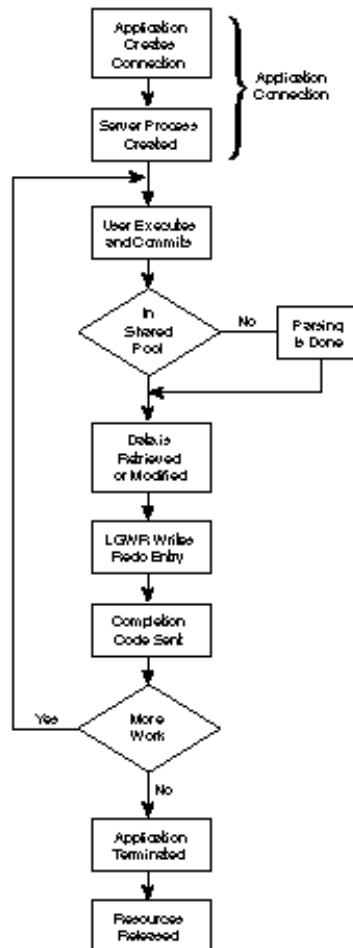 Application
Creates
Connection
Application
Connection
Server Process
Created
User Executes
and Commits
In
Shared
Pool
No
Parsing
is Done
Data is
Retrieved
or Modified
LGWR Writes
Redo Entry
Completion
Code Sent
Yes
More
Work
No
Application
Terminated
Resources
Released